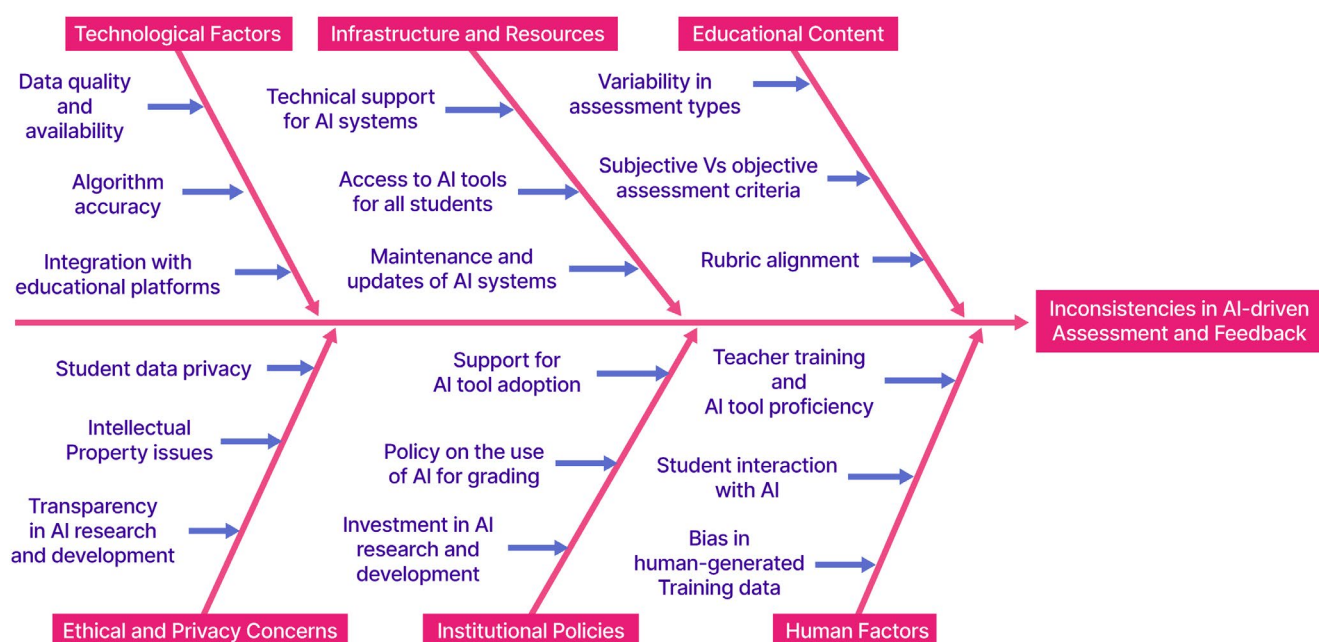 Technological Factors
Data quality
and
availability
Algorithm
accuracy
Integration with
educational platforms
Infrastructure and Resources
Technical support
for AI systems
Access to AI tools
for all students
Maintenance and
updates of AI systems
Educational Content
Variability in
assessment types
Subjective Vs objective
assessment criteria
Rubric alignment
Inconsistencies in AI-driven
Assessment and Feedback
Student data privacy
Intellectual
Property issues
Transparency
in AI research
and development
Ethical and Privacy Concerns
Support for
AI tool adoption
Policy on the use
of AI for grading
Investment in AI
research and
development
Institutional Policies
Teacher training
and
AI tool proficiency
Student interaction
with AI
Bias in
human-generated
Training data
Human Factors